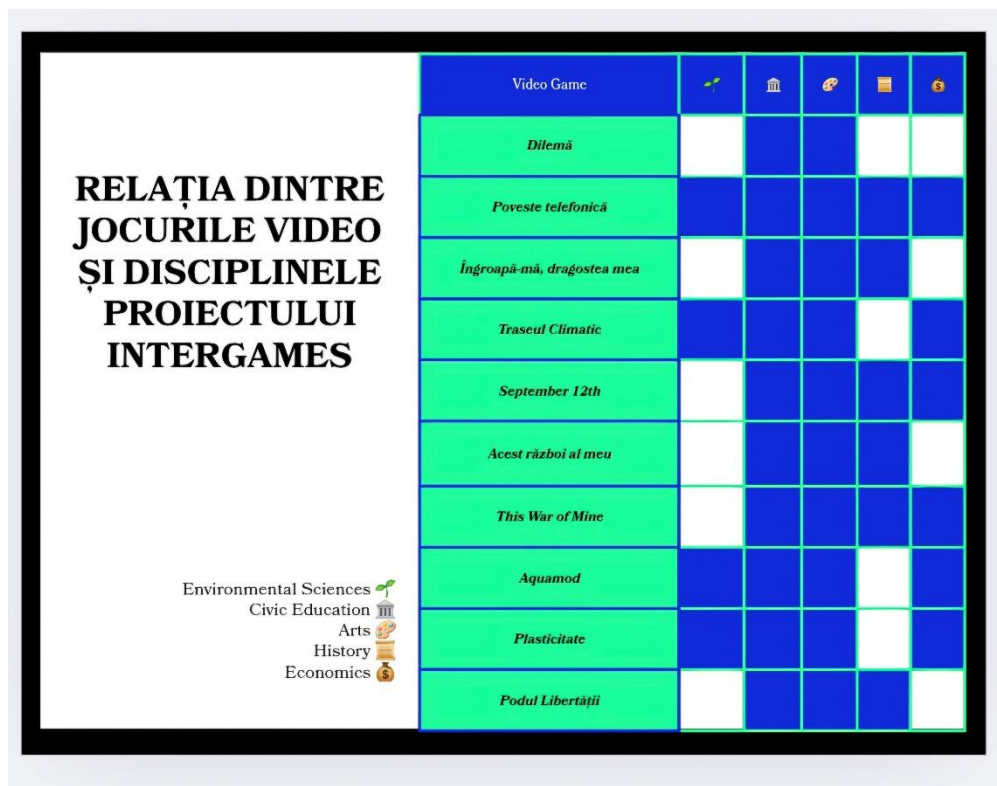 RELAȚIA DINTRE
JOCURILE VIDEO
ȘI DISCIPLINELE
PROIECTULUI
INTERGAMES
Environmental Sciences
Civic Education
Arts
History
Economics
Video Game
Dilemă
Poveste telefonică
Îngroapă-mă, dragostea mea
Traseul Climatic
September 12th
Acest război al meu
This War of Mine
Aquamod
Plasticitate
Podul Libertății